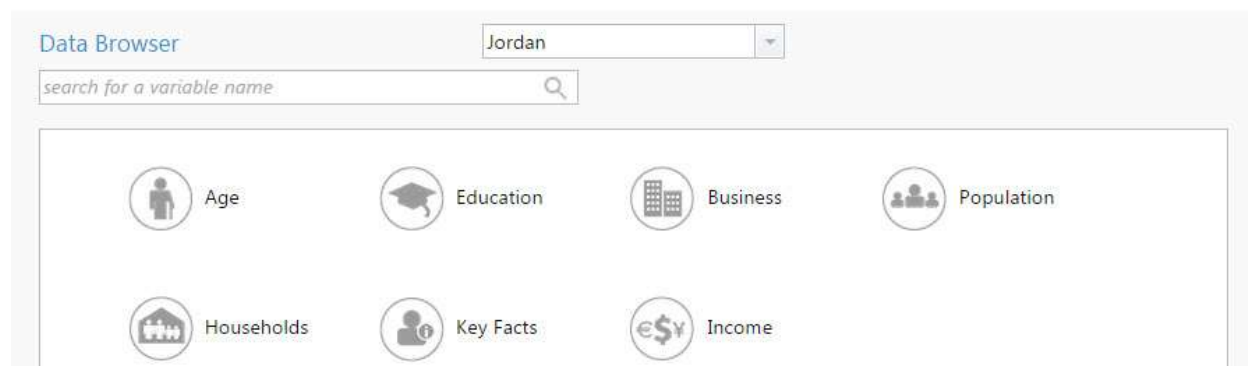 Data Browser Jordan
search for a variable name
Age Education Business Population
Households Key Facts €$¥ Income